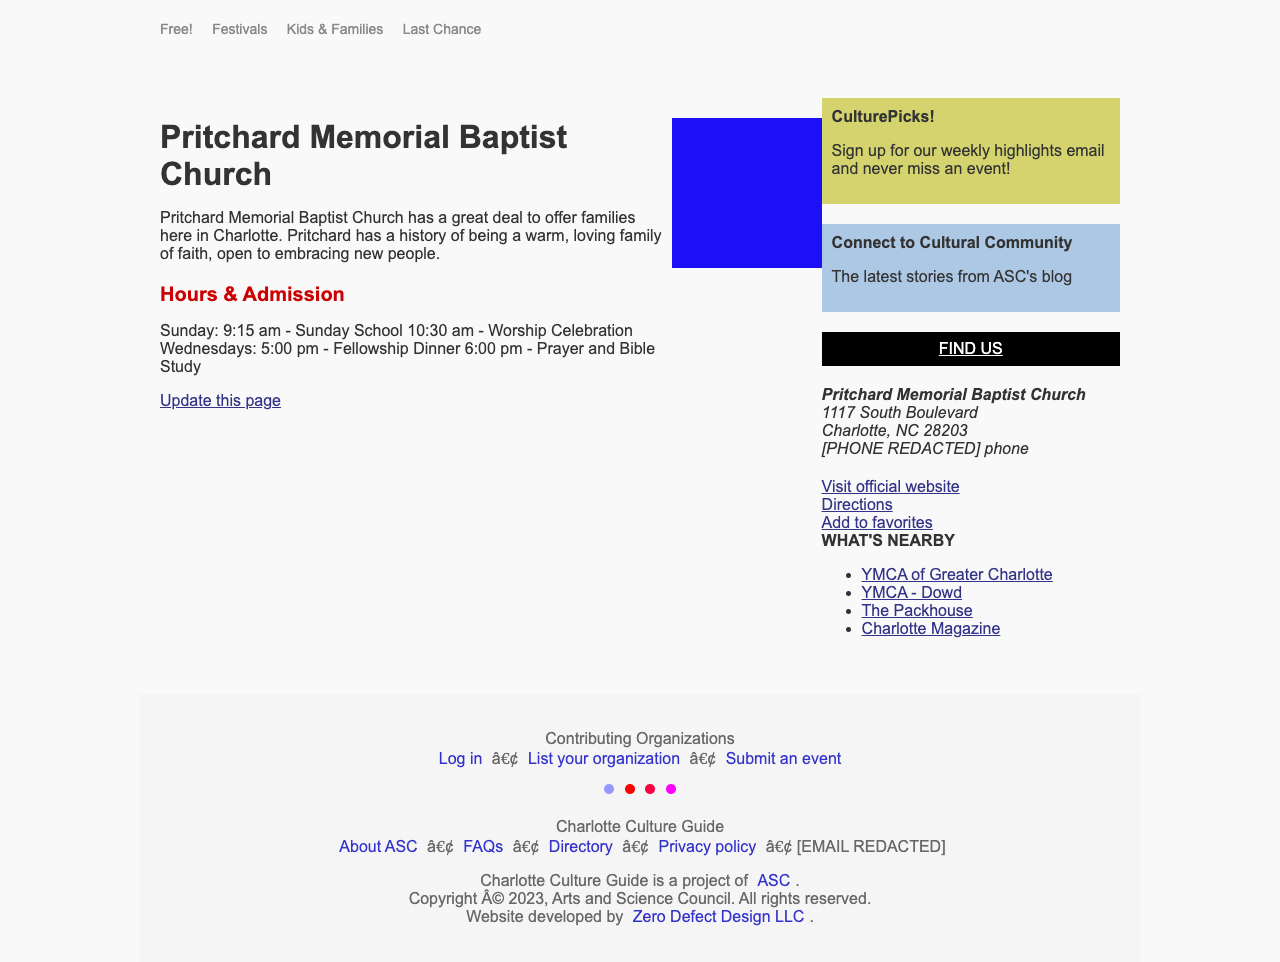 Free! Festivals Kids & Families Last Chance
Pritchard Memorial Baptist
Church
Pritchard Memorial Baptist Church has a great deal to offer families
here in Charlotte. Pritchard has a history of being a warm, loving family
of faith, open to embracing new people.
Hours & Admission
Sunday: 9:15 am - Sunday School 10:30 am - Worship Celebration
Wednesdays: 5:00 pm - Fellowship Dinner 6:00 pm - Prayer and Bible
Study
Update this page
CulturePicks!
Sign up for our weekly highlights email
and never miss an event!
Connect to Cultural Community
The latest stories from ASC's blog
FIND US
Pritchard Memorial Baptist Church
1117 South Boulevard
Charlotte, NC 28203
[PHONE REDACTED] phone
Visit official website
Directions
Add to favorites
WHAT'S NEARBY
• YMCA of Greater Charlotte
• YMCA - Dowd
• The Packhouse
• Charlotte Magazine
Contributing Organizations
Log in â€¢ List your organization â€¢ Submit an event
Charlotte Culture Guide
About ASC â€¢ FAQs â€¢ Directory â€¢ Privacy policy â€¢ [EMAIL REDACTED]
Charlotte Culture Guide is a project of ASC .
Copyright Â© 2023, Arts and Science Council. All rights reserved.
Website developed by Zero Defect Design LLC .